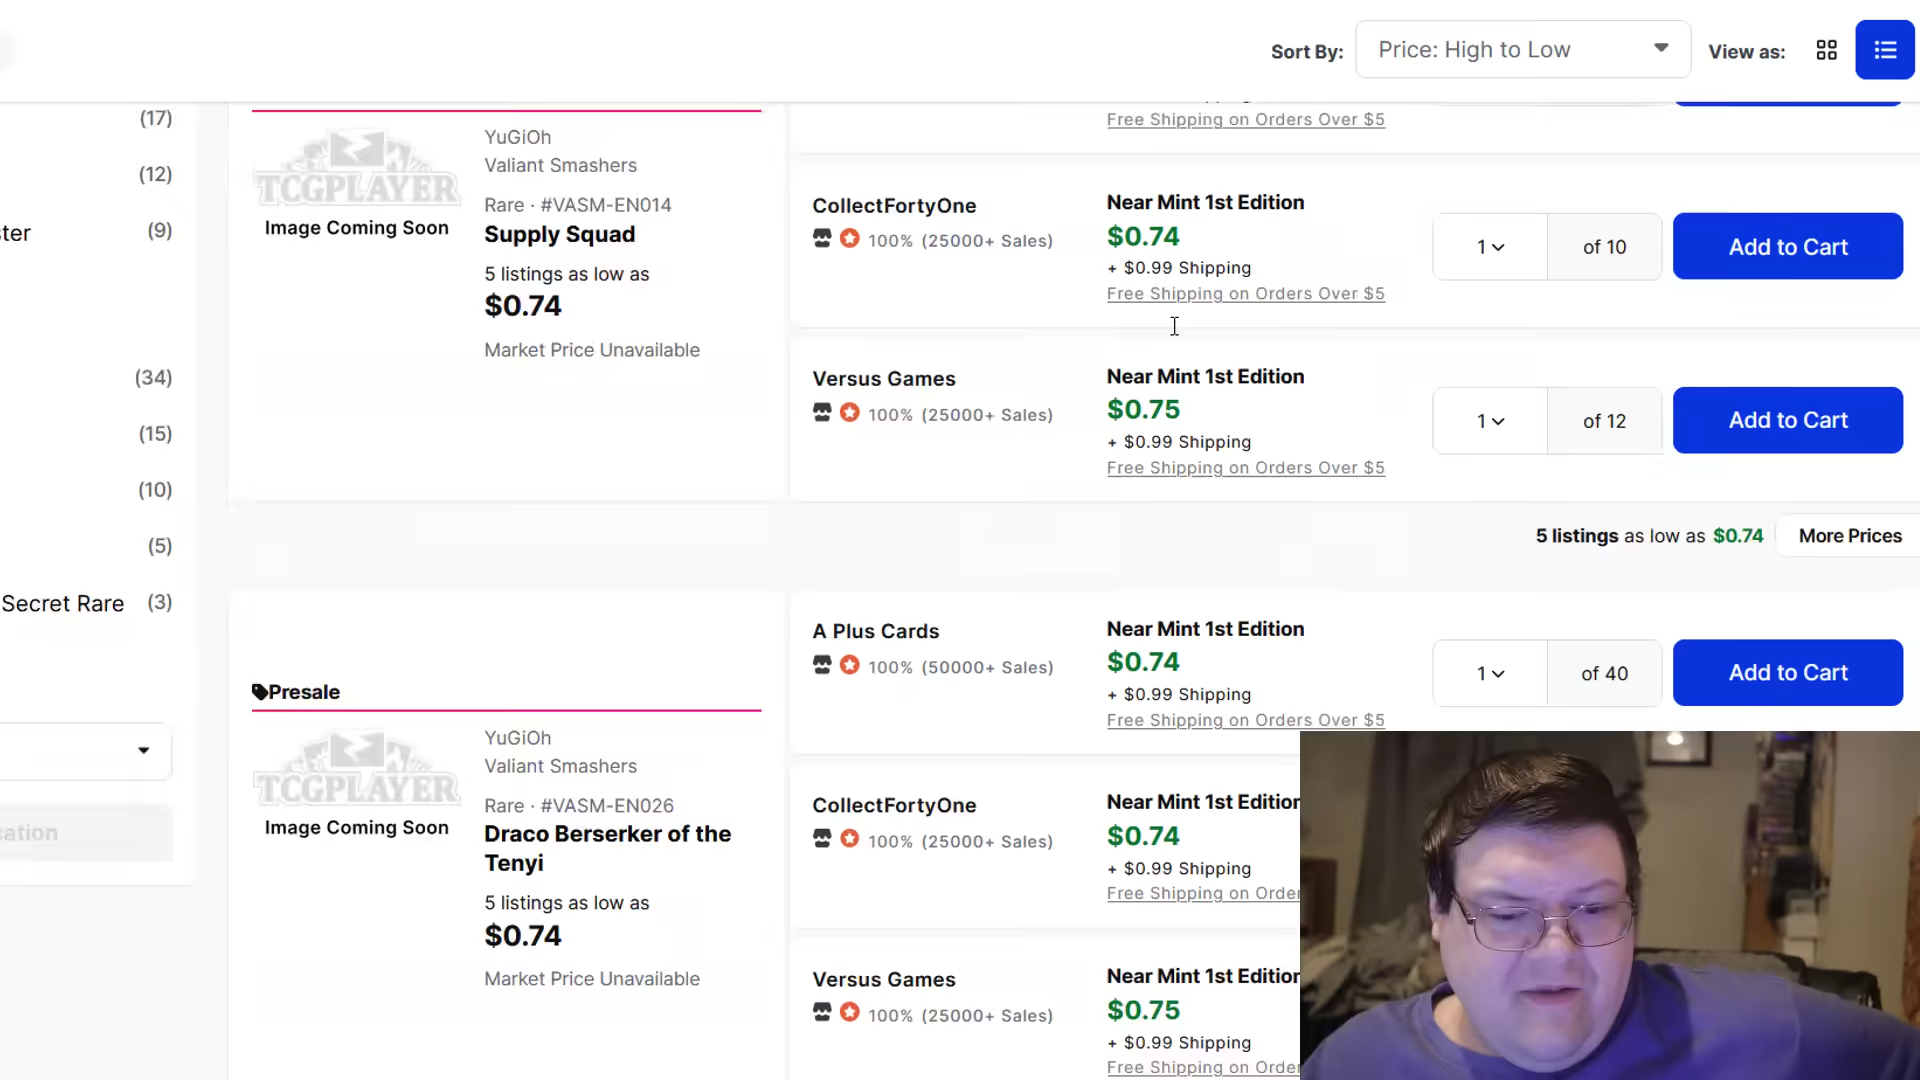 Sort By:
Price: High to Low
View as:
(17)
(12)
ster
(9)
(34)
(15)
(10)
(5)
Secret Rare
(3)
TCGPLAYER
Image Coming Soon
YuGiOh
Valiant Smashers
Rare · #VASM-EN014
Supply Squad
5 listings as low as
$0.74
Market Price Unavailable
Free Shipping on Orders Over $5
CollectFortyOne
100% (25000+ Sales)
Near Mint 1st Edition
$0.74
+ $0.99 Shipping
Free Shipping on Orders Over $5
1
of 10
Add to Cart
Versus Games
100% (25000+ Sales)
Near Mint 1st Edition
$0.75
+ $0.99 Shipping
Free Shipping on Orders Over $5
1
of 12
Add to Cart
5 listings as low as $0.74
More Prices
Presale
TCGPLAYER
Image Coming Soon
YuGiOh
Valiant Smashers
Rare · #VASM-EN026
Draco Berserker of the
Tenyi
5 listings as low as
$0.74
Market Price Unavailable
A Plus Cards
100% (50000+ Sales)
Near Mint 1st Edition
$0.74
+ $0.99 Shipping
Free Shipping on Orders Over $5
1
of 40
Add to Cart
CollectFortyOne
100% (25000+ Sales)
Near Mint 1st Edition
$0.74
+ $0.99 Shipping
Free Shipping on Orde
Versus Games
100% (25000+ Sales)
Near Mint 1st Edition
$0.75
+ $0.99 Shipping
Free Shipping on Orde